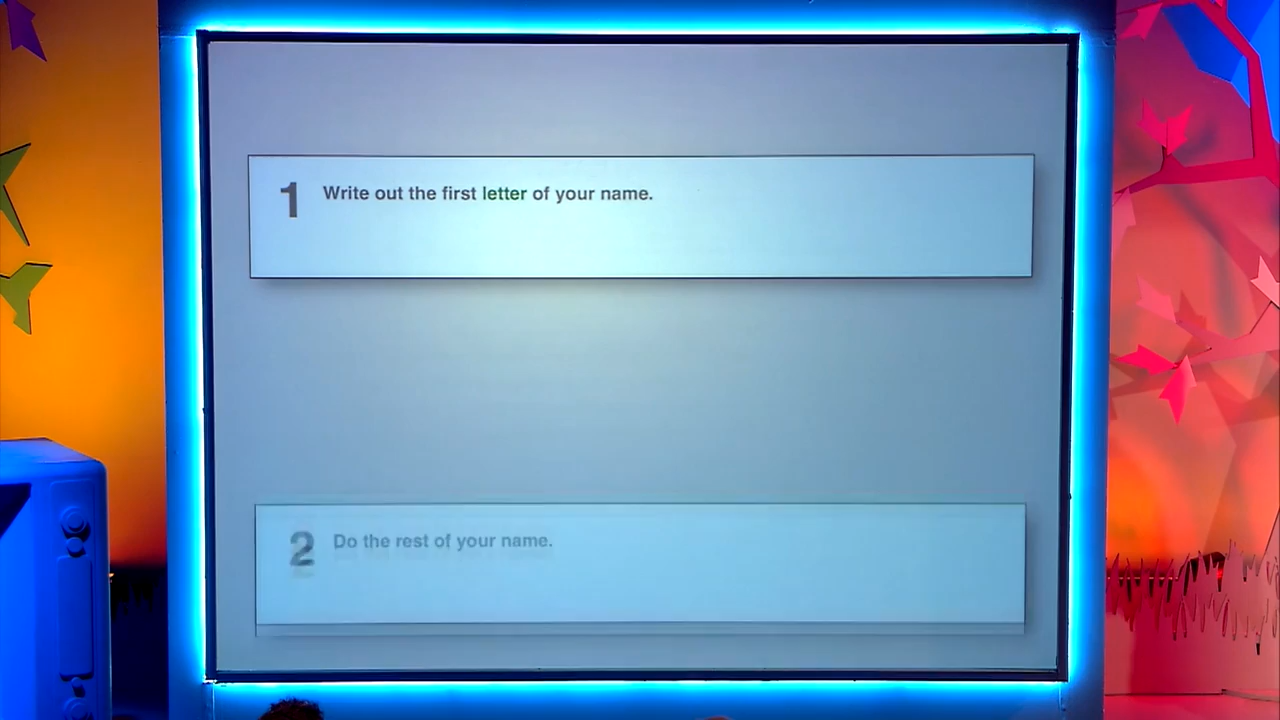 1 Write out the first letter of your name.
2 Do the rest of your name.